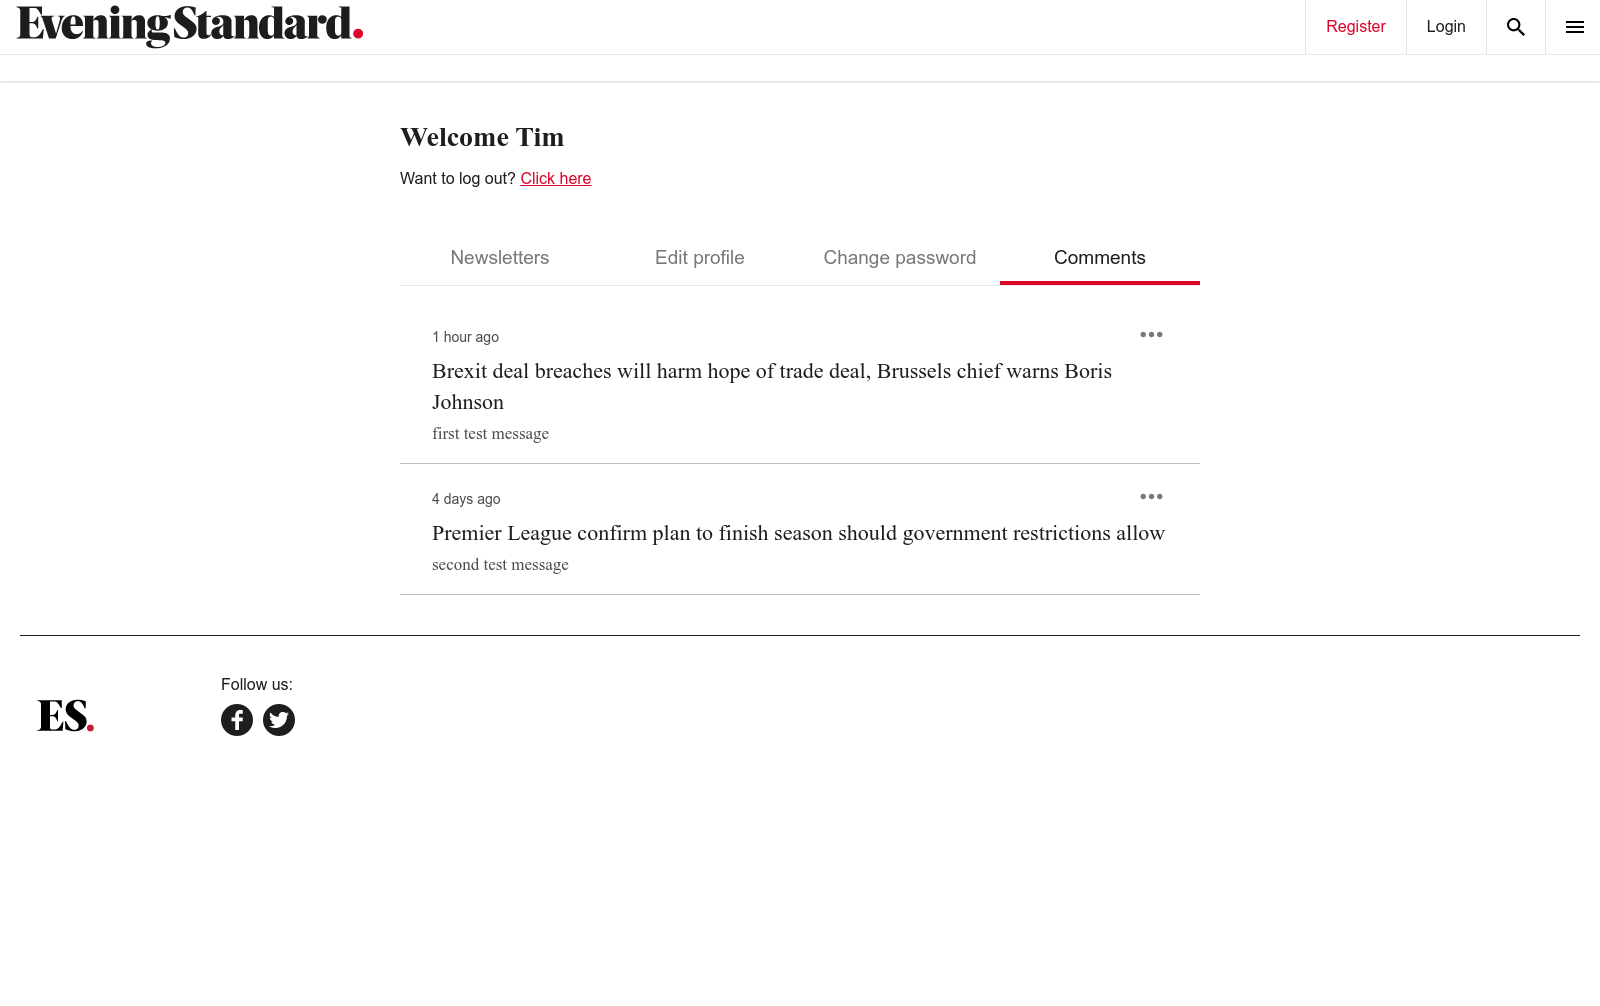 EveningStandard.
Register
Login
Welcome Tim
Want to log out? Click here
Newsletters
Edit profile
Change password
Comments
1 hour ago
Brexit deal breaches will harm hope of trade deal, Brussels chief warns Boris
Johnson
first test message
4 days ago
Premier League confirm plan to finish season should government restrictions allow
second test message
ES.
Follow us: